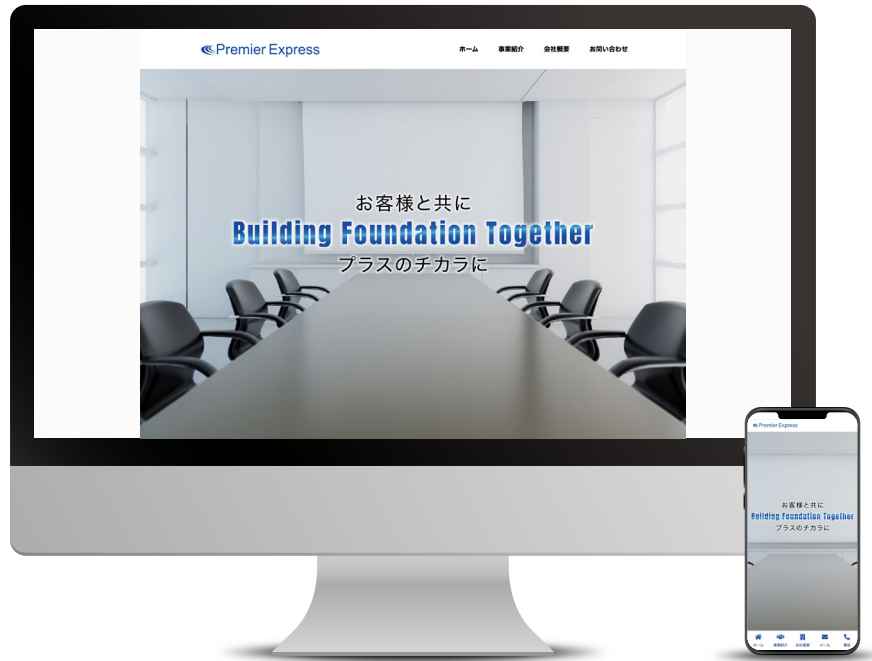 Premier Express
ホーム 事業紹介 会社概要 お問い合わせ
お客様と共に
Building Foundation Together
プラスのチカラに
Premier Express
お客様と共に
Building Foundation Together
プラスのチカラに
ホーム 事業紹介 会社概要 メール 電話